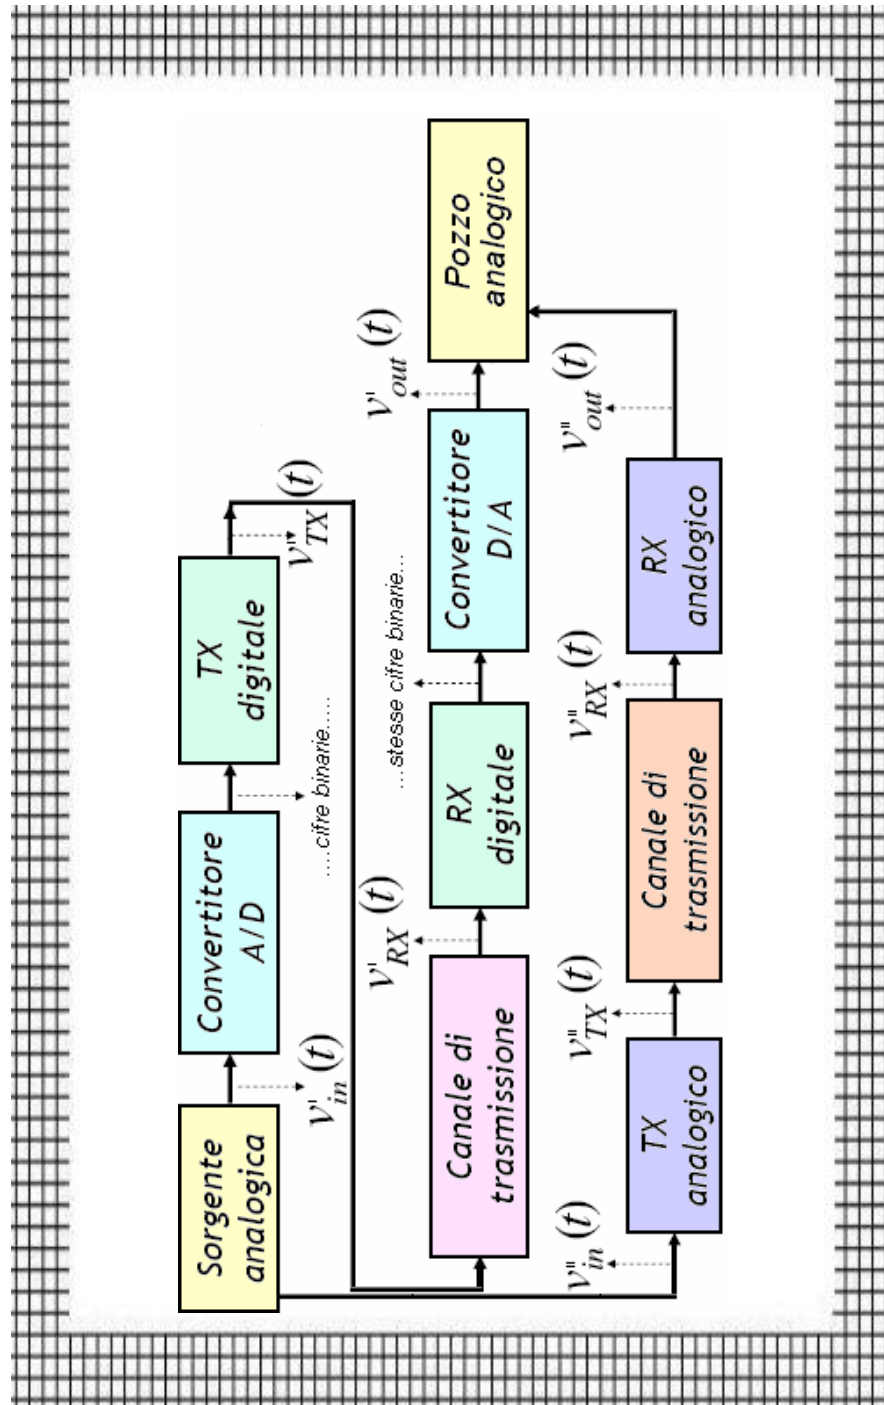 Sorgente
analogica
v'in(t)
Convertitore
A/D
.....cifre binarie.....
TX
digitale
v'TX(t)
Canale di
trasmissione
v'RX(t)
RX
digitale
...stesse cifre binarie...
Convertitore
D/A
v'out(t)
Pozzo
analogico
v"in(t)
TX
analogico
v"TX(t)
Canale di
trasmissione
v"RX(t)
RX
analogico
v"out(t)